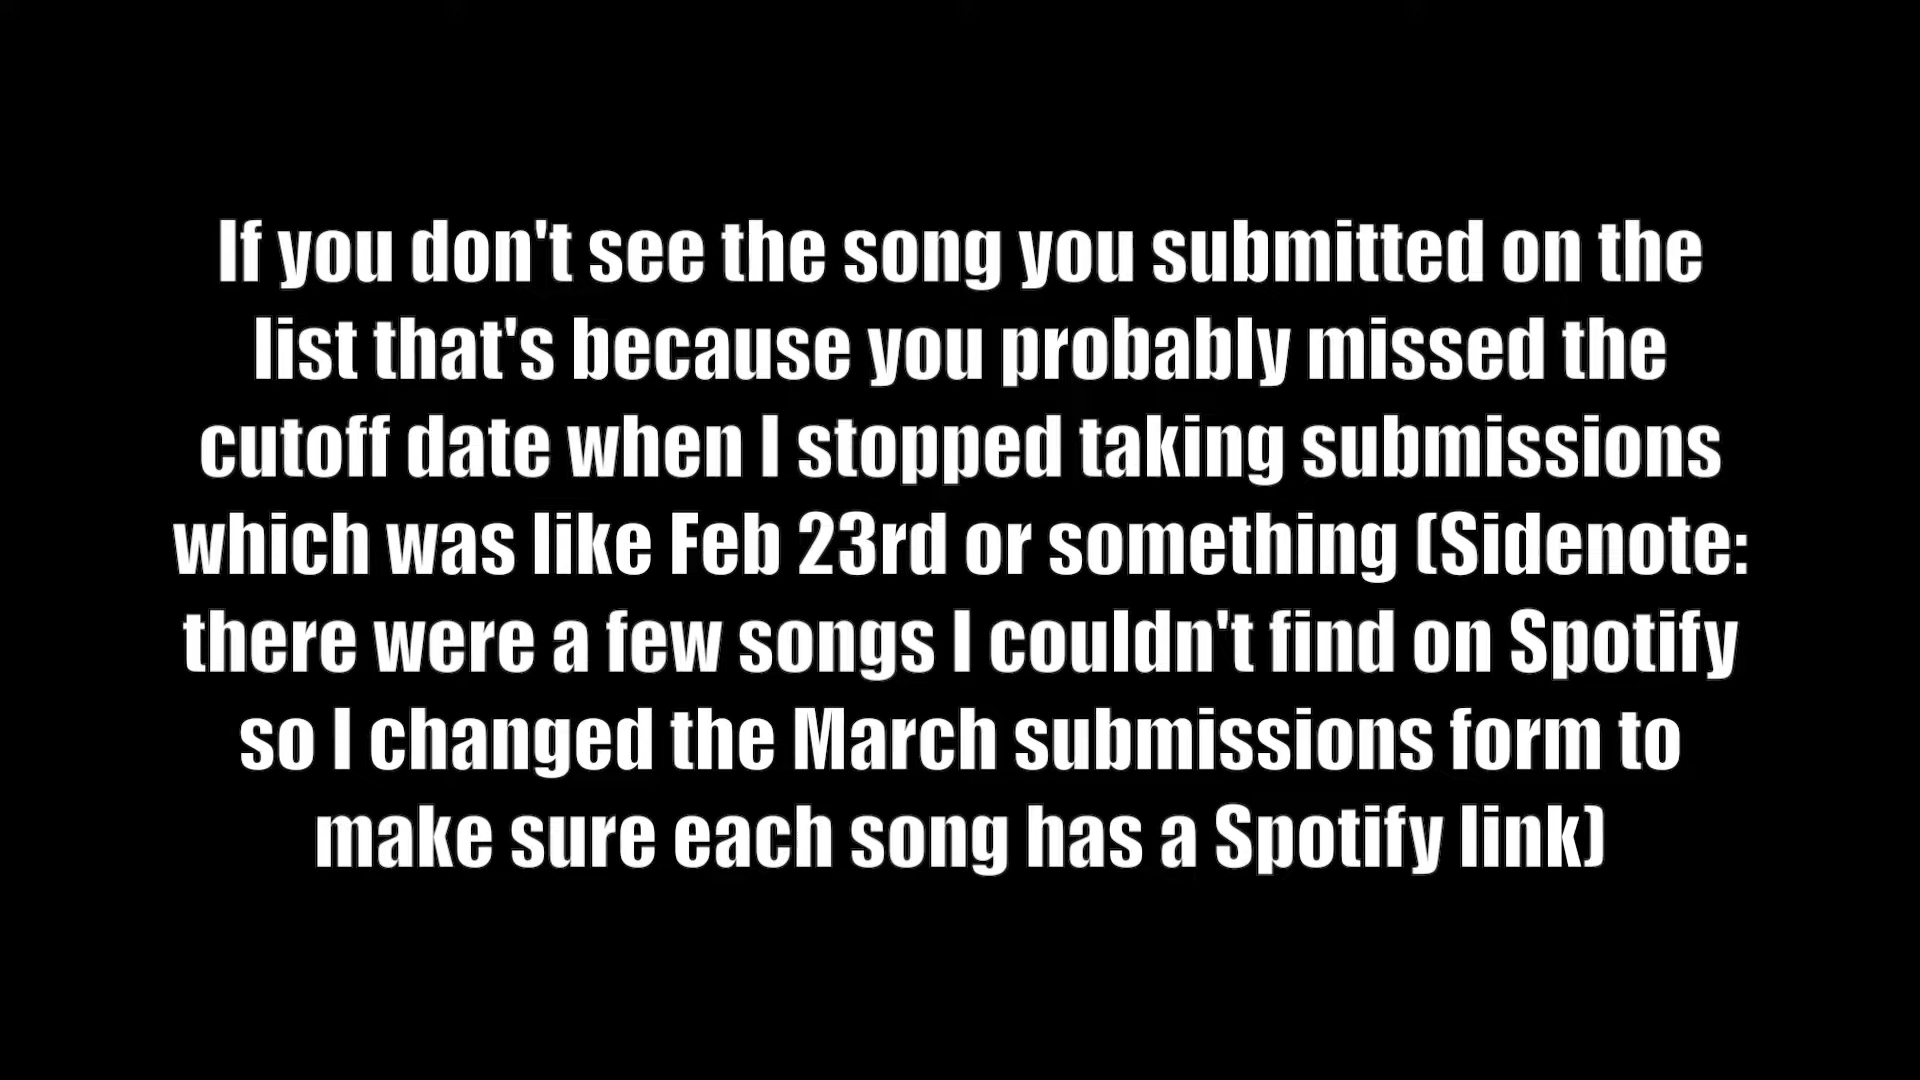 If you don't see the song you submitted on the
list that's because you probably missed the
cutoff date when I stopped taking submissions
which was like Feb 23rd or something (Sidenote:
there were a few songs I couldn't find on Spotify
so I changed the March submissions form to
make sure each song has a Spotify link)